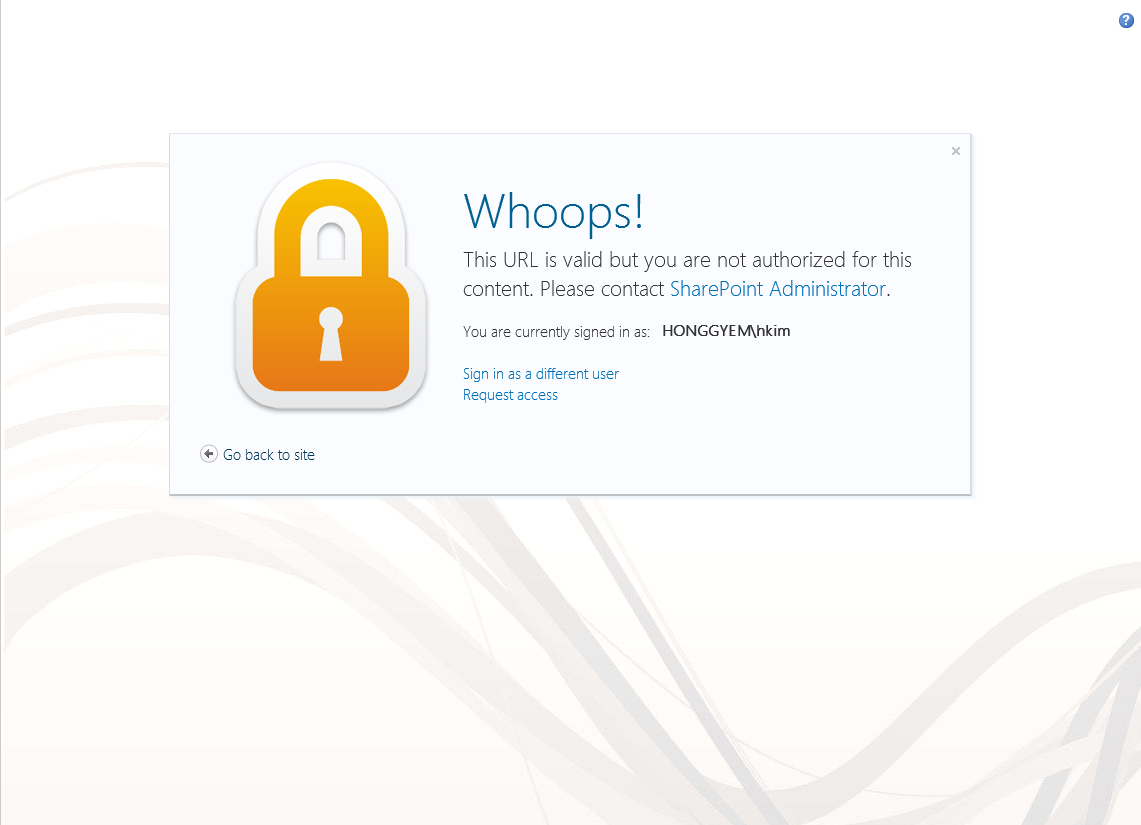 ?
Whoops!
This URL is valid but you are not authorized for this
content. Please contact SharePoint Administrator.
You are currently signed in as: HONGGYEM\hkim
Sign in as a different user
Request access
Go back to site